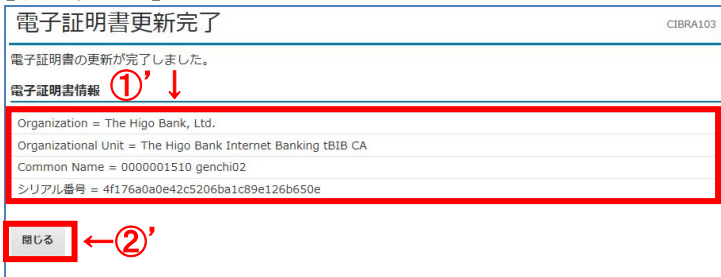 電子証明書更新完了
CIBRA103
電子証明書の更新が完了しました。
電子証明書情報 ①’ ↓
Organization = The Higo Bank, Ltd.
Organizational Unit = The Higo Bank Internet Banking tBIB CA
Common Name = 0000001510 genchi02
シリアル番号 = 4f176a0a0e42c5206ba1c89e126b650e
閉じる ←②’